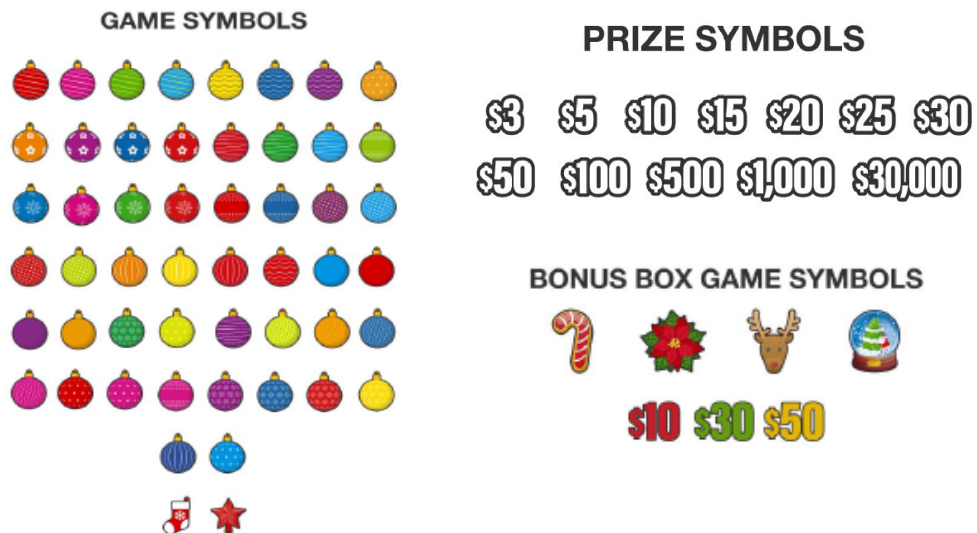 GAME SYMBOLS
PRIZE SYMBOLS
$3 $5 $10 $15 $20 $25 $30
$50 $100 $500 $1,000 $30,000
BONUS BOX GAME SYMBOLS
$10 $30 $50